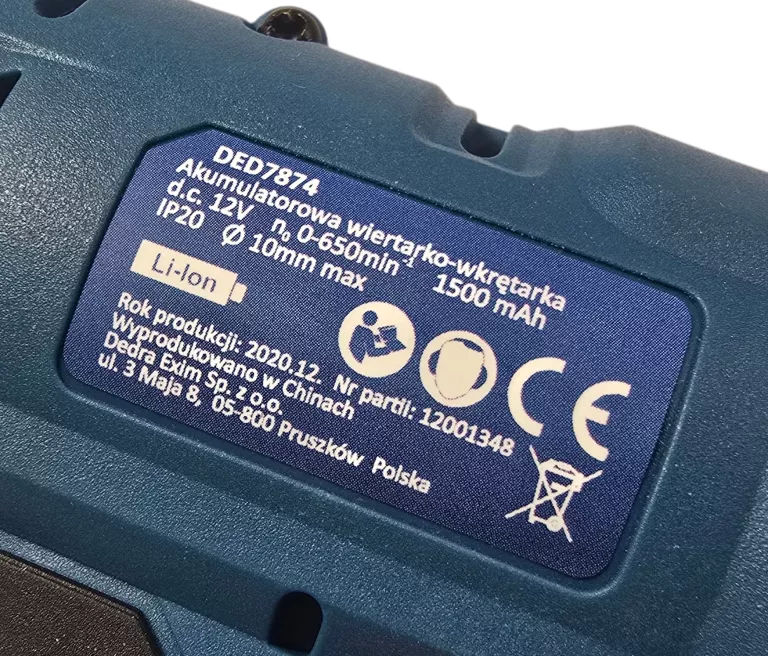 DED7874
Akumulatorowa wiertarko-wkrętarka
d.c. 12V n₀ 0-650min⁻¹ 1500 mAh
IP20 Ø 10mm max
Li-Ion
Rok produkcji: 2020.12. Nr partii: 12001348
Wyprodukowano w Chinach
Dedra Exim Sp. z o.o.
ul. 3 Maja 8, 05-800 Pruszków Polska
CE